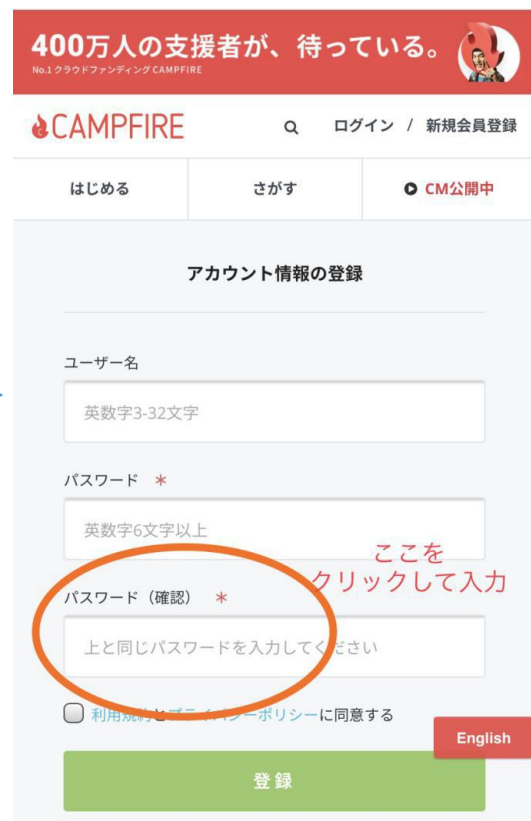 400万人の支援者が、待っている。
No.1 クラウドファンディング CAMPFIRE
CAMPFIRE
ログイン / 新規会員登録
はじめる さがす CM公開中
アカウント情報の登録
ユーザー名
英数字3-32文字
パスワード *
英数字6文字以上
ここを
クリックして入力
パスワード（確認） *
上と同じパスワードを入力してください
利用規約とプライバシーポリシーに同意する
English
登録